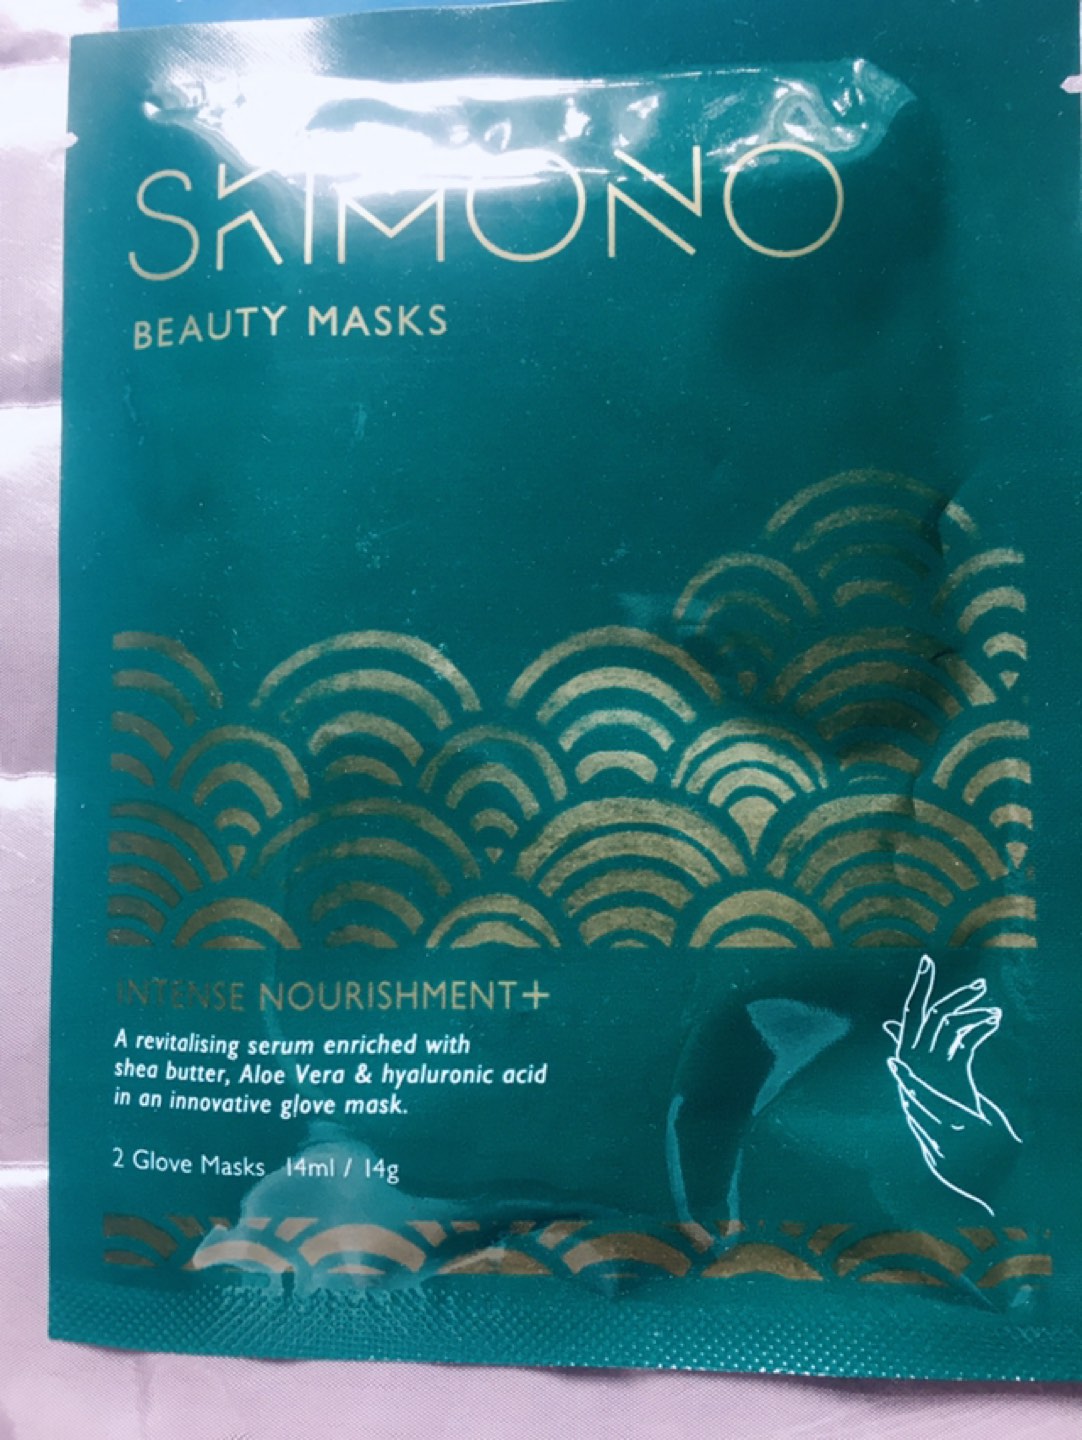 SKIMONO
BEAUTY MASKS
INTENSE NOURISHMENT+
A revitalising serum enriched with
shea butter, Aloe Vera & hyaluronic acid
in an innovative glove mask.
2 Glove Masks 14ml / 14g